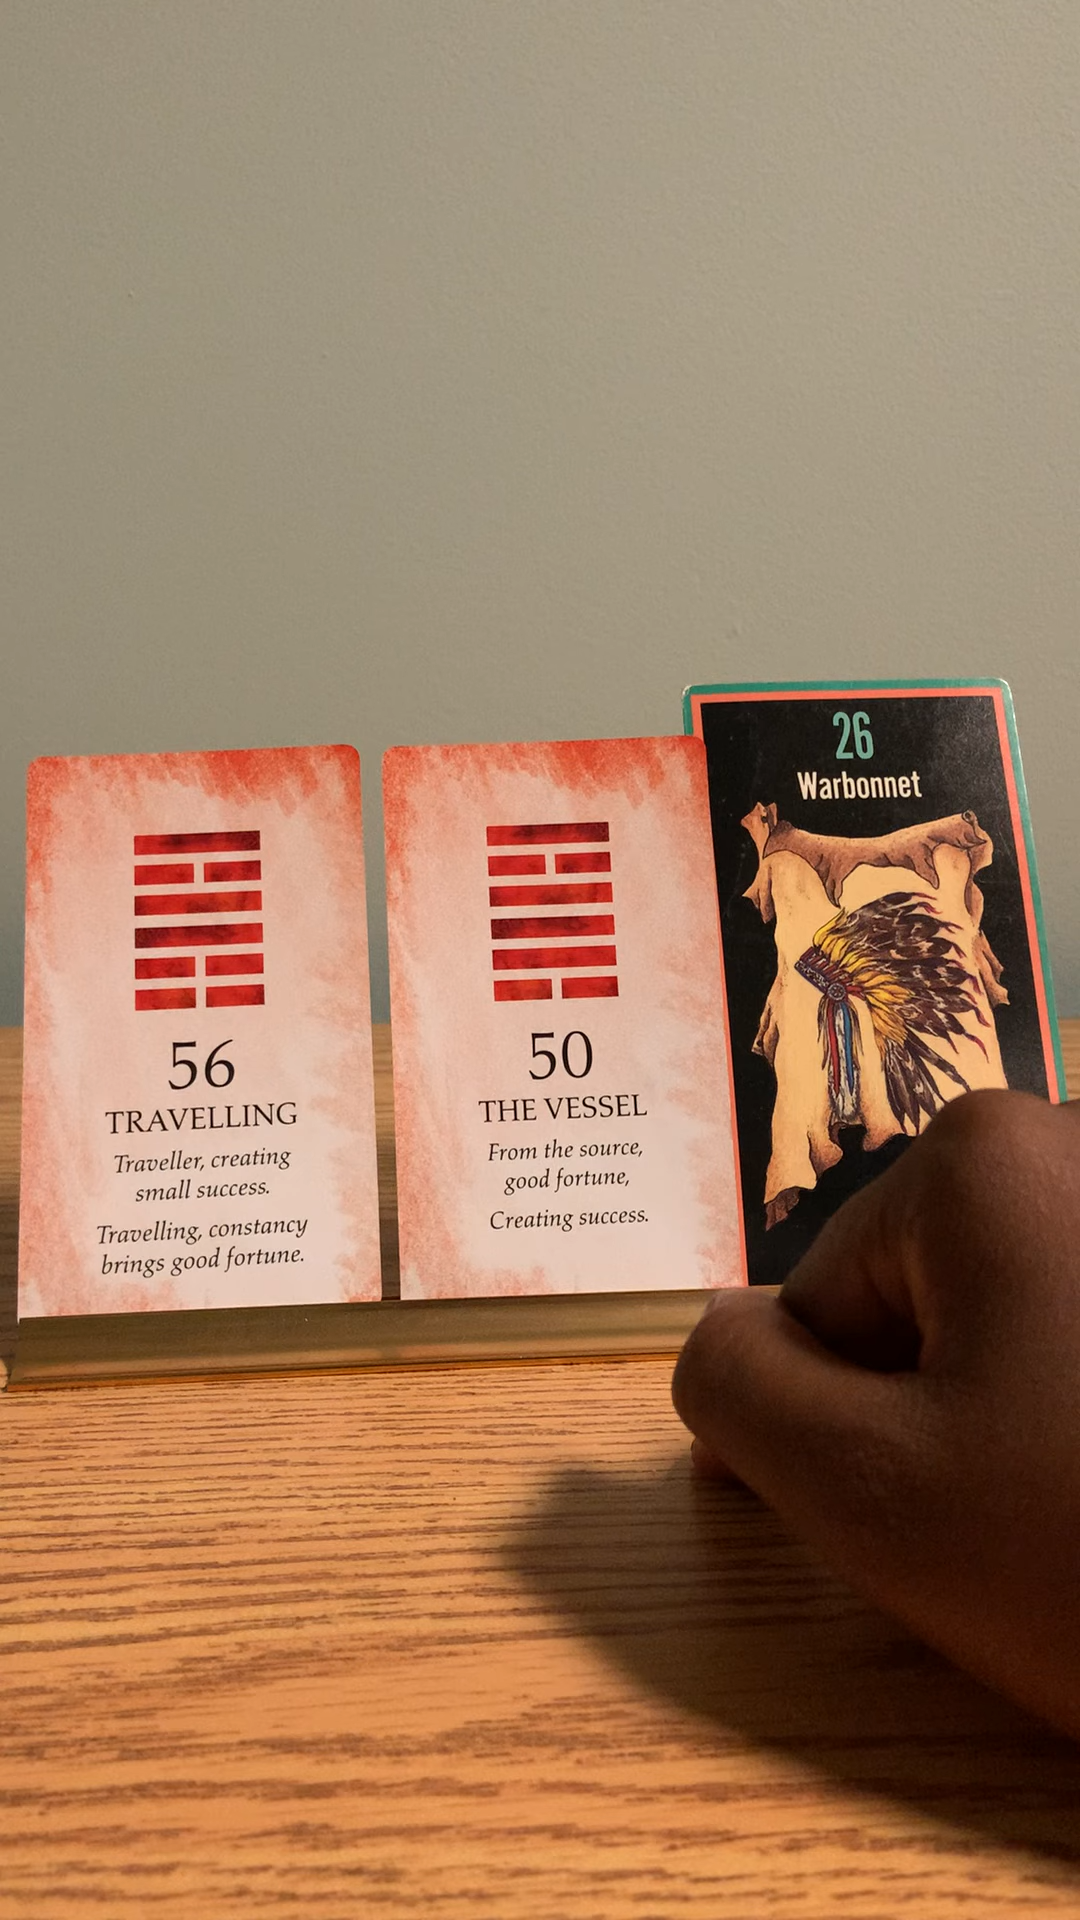 56
TRAVELLING
Traveller, creating
small success.
Travelling, constancy
brings good fortune.
50
THE VESSEL
From the source,
good fortune,
Creating success.
26
Warbonnet